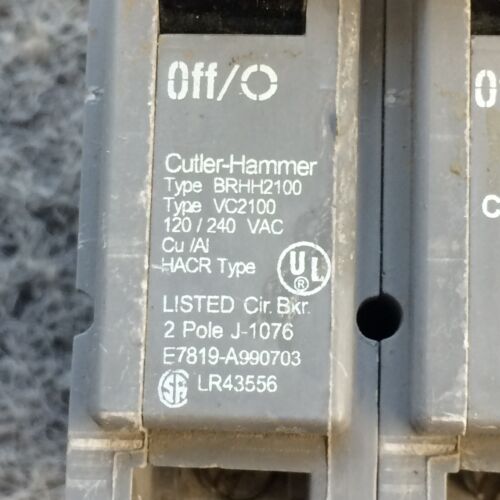 Off/O
Cutler-Hammer
Type BRHH2100
Type VC2100
120/240 VAC
Cu/Al
HACR Type
UL
®
LISTED Cir. Bkr.
2 Pole J-1076
E7819-A990703
SA LR43556
O
C